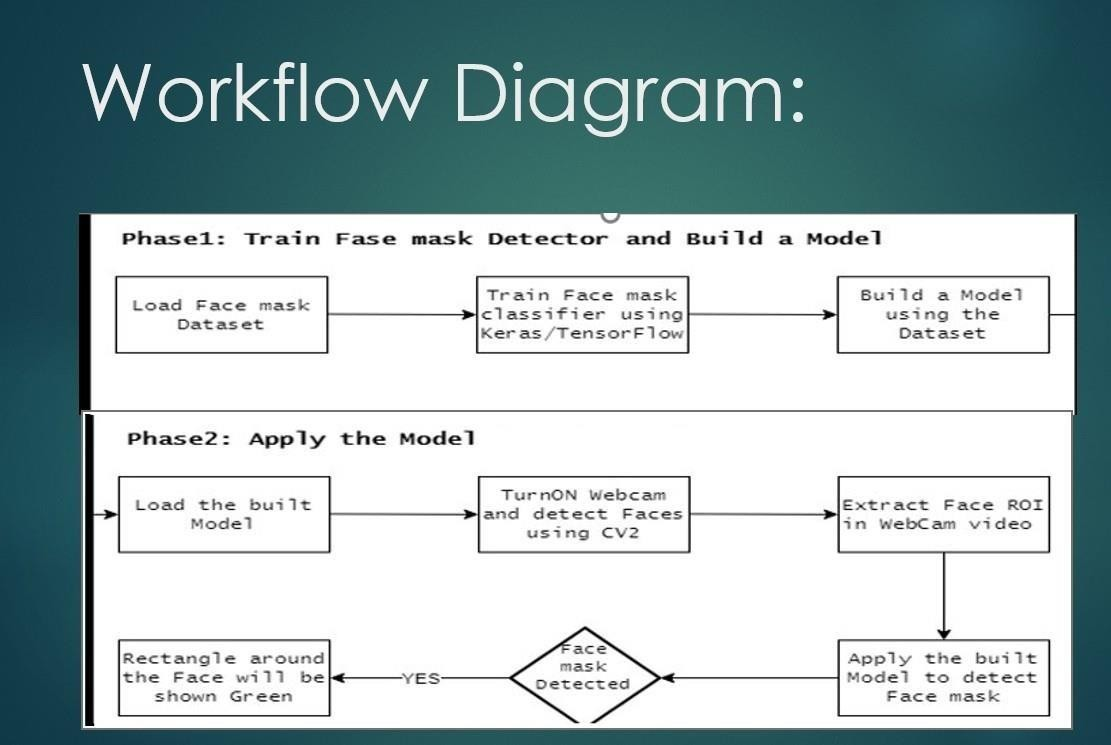 Workflow Diagram:
Phase1: Train Fase mask Detector and Build a Model
Load Face mask
Dataset
Train Face mask
classifier using
Keras/TensorFlow
Build a Model
using the
Dataset
Phase2: Apply the Model
Load the built
Model
TurnON Webcam
and detect Faces
using CV2
Extract Face ROI
in WebCam video
Apply the built
Model to detect
Face mask
Face
mask
Detected
YES
Rectangle around
the Face will be
shown Green